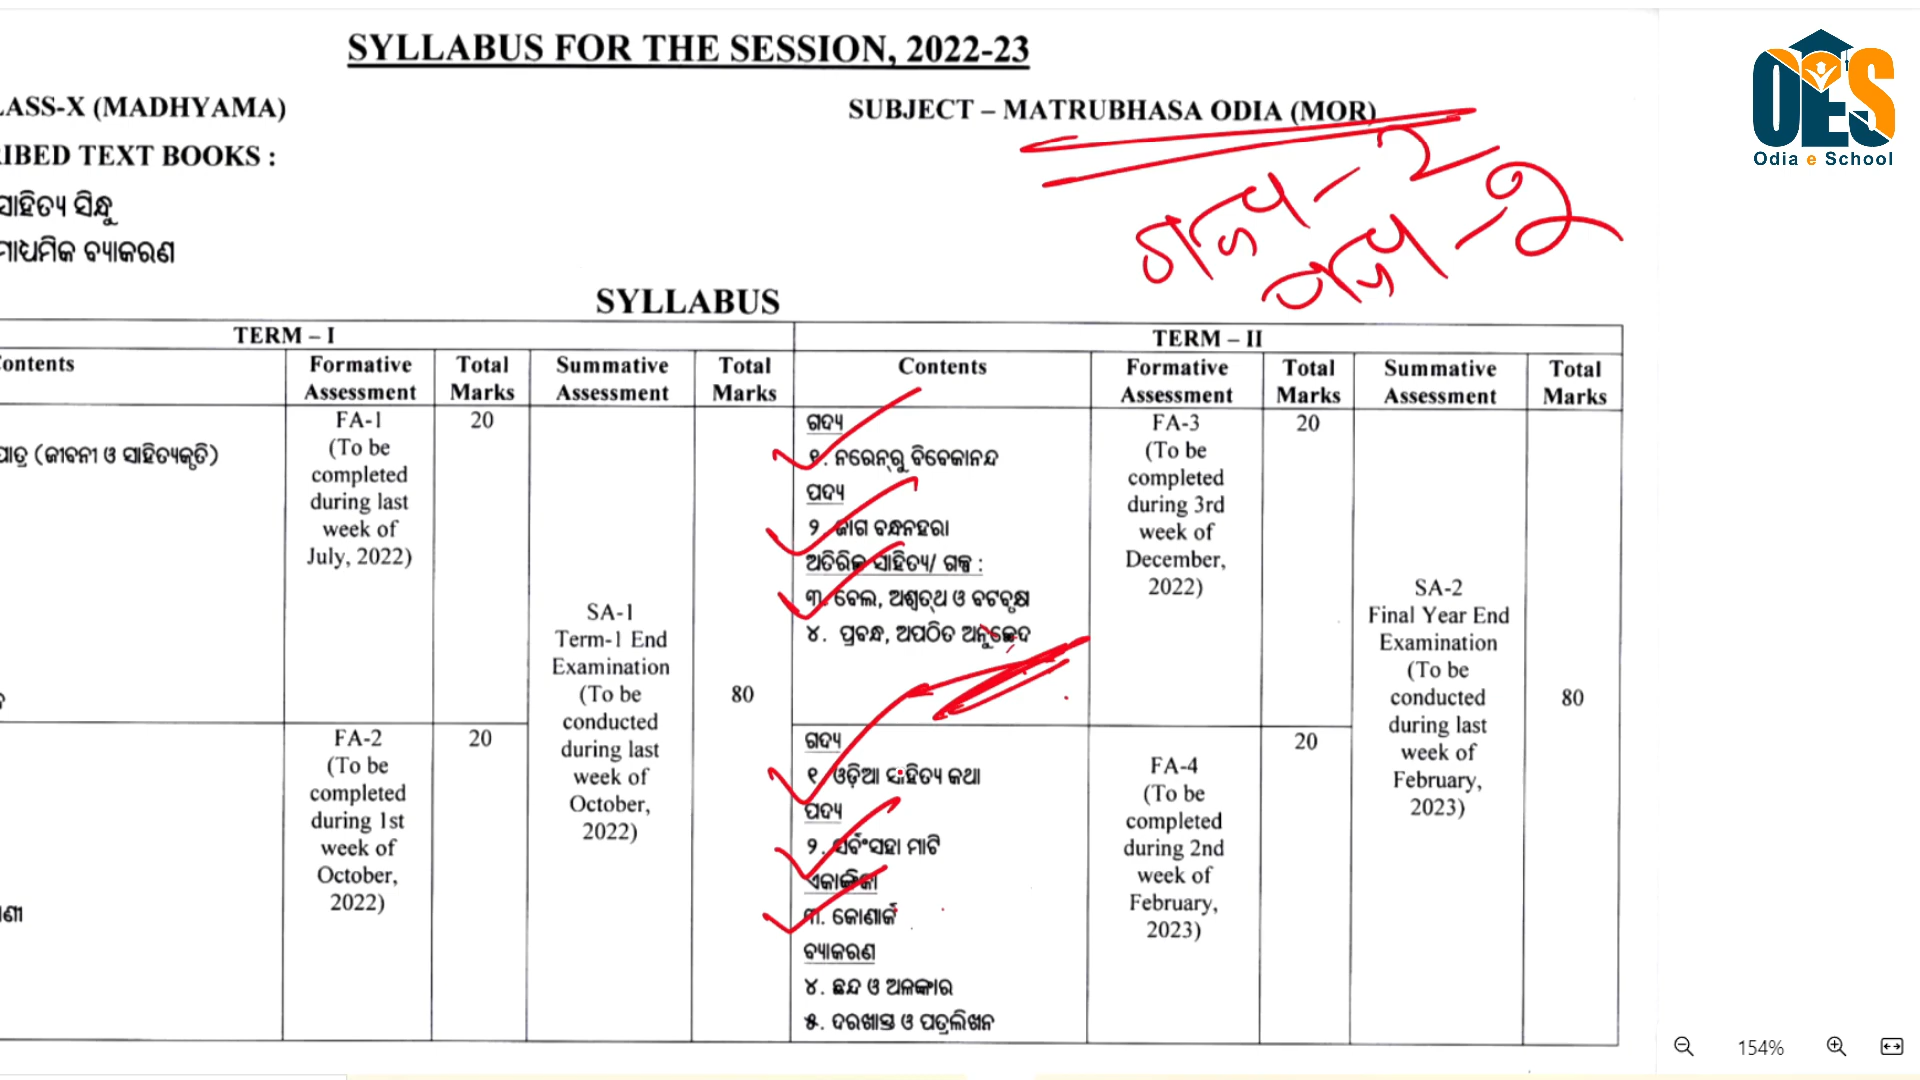 SYLLABUS FOR THE SESSION, 2022-23
OES
Odia e School
LASS-X (MADHYAMA)
SUBJECT – MATRUBHASA ODIA (MOR)
IBED TEXT BOOKS :
ସାହିତ୍ୟ ସିନ୍ଧୁ
ମାଧ୍ୟମିକ ବ୍ୟାକରଣ
ଗଦ୍ୟ - 2
ପଦ୍ୟ - ୨
SYLLABUS
TERM – I
TERM – II
ontents
Formative Assessment
Total Marks
Summative Assessment
Total Marks
Contents
Formative Assessment
Total Marks
Summative Assessment
Total Marks
ପାତ୍ର (ଜୀବନୀ ଓ ସାହିତ୍ୟକୃତି)
FA-1
(To be
completed
during last
week of
July, 2022)
20
SA-1
Term-1 End
Examination
(To be
conducted
during last
week of
October,
2022)
80
ଗଦ୍ୟ
୧. ନରେନ୍‌ରୁ ବିବେକାନନ୍ଦ
ପଦ୍ୟ
୨. ଜାଗ ବନ୍ଧନହରା
ଅତିରିକ୍ତ ସାହିତ୍ୟ/ ଗଳ୍ପ :
୩. ବେଲ, ଅଶ୍ୱତ୍‌ଥ ଓ ବଟବୃକ୍ଷ
୪. ପ୍ରବନ୍ଧ, ଅପଠିତ ଅନୁଚ୍ଛେଦ
FA-3
(To be
completed
during 3rd
week of
December,
2022)
20
SA-2
Final Year End
Examination
(To be
conducted
during last
week of
February,
2023)
80
FA-2
(To be
completed
during 1st
week of
October,
2022)
20
ଗଦ୍ୟ
୧. ଓଡ଼ିଆ ସାହିତ୍ୟ କଥା
ପଦ୍ୟ
୨. ସର୍ବଂସହା ମାଟି
ଏକାଙ୍କିକା
୩. କୋଣାର୍କ
ବ୍ୟାକରଣ
୪. ଛନ୍ଦ ଓ ଅଳଙ୍କାର
୫. ଦରଖାସ୍ତ ଓ ପତ୍ରଲିଖନ
FA-4
(To be
completed
during 2nd
week of
February,
2023)
20
154%